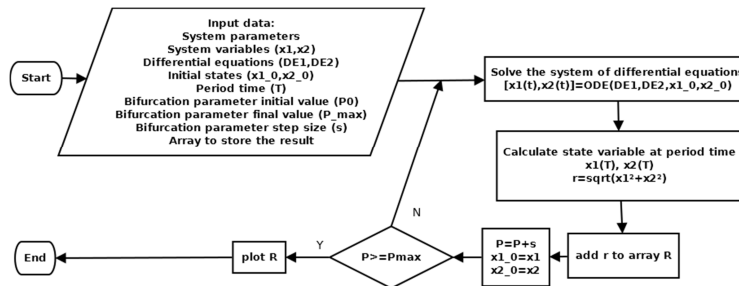 Start
Input data:
System parameters
System variables (x1,x2)
Differential equations (DE1,DE2)
Initial states (x1_0,x2_0)
Period time (T)
Bifurcation parameter initial value (P0)
Bifurcation parameter final value (P_max)
Bifurcation parameter step size (s)
Array to store the result
Solve the system of differential equation
[x1(t),x2(t)]=ODE(DE1,DE2,x1_0,x2_0)
Calculate state variable at period time
x1(T), x2(T)
r=sqrt(x1²+x2²)
add r to array R
P=P+s
x1_0=x1
x2_0=x2
P>=Pmax
N
Y
plot R
End